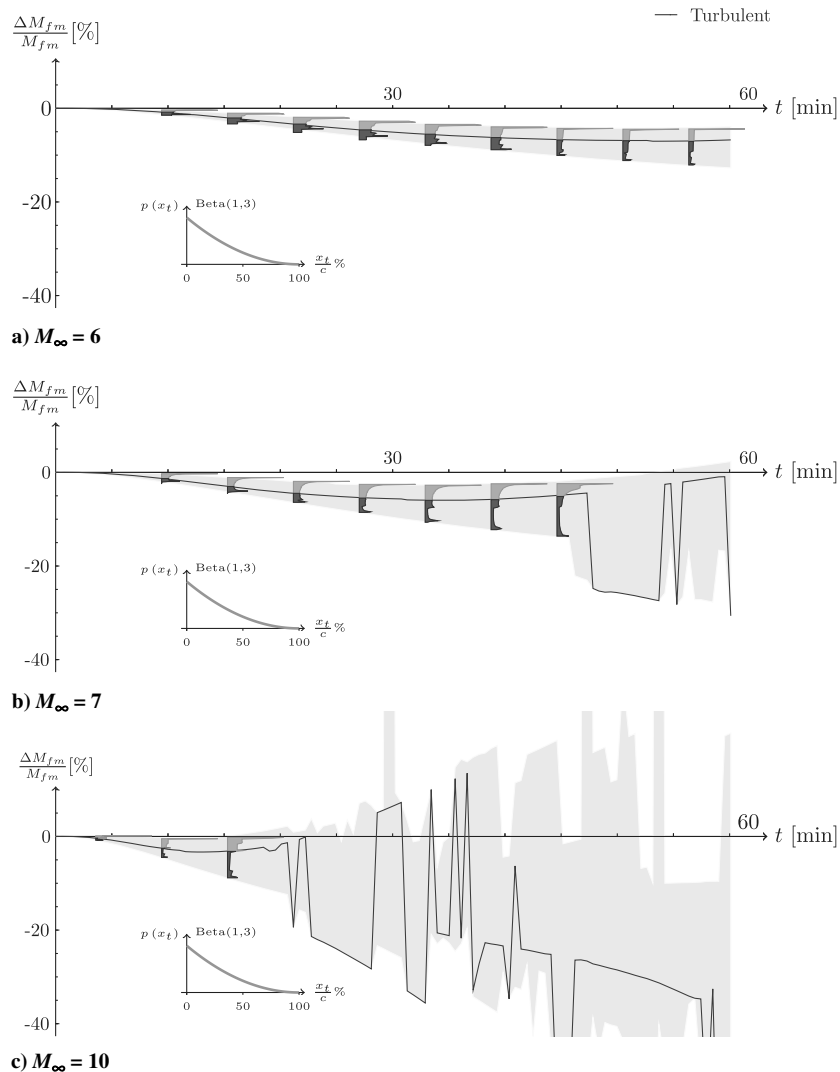 ΔM_fm/M_fm [%]
— Turbulent
30
60
0
t [min]
-20
p (x_t)
Beta(1,3)
x_t/c %
0
50
100
-40
a) M∞ = 6
ΔM_fm/M_fm [%]
30
60
0
t [min]
-20
p (x_t)
Beta(1,3)
x_t/c %
0
50
100
-40
b) M∞ = 7
ΔM_fm/M_fm [%]
60
0
t [min]
-20
p (x_t)
Beta(1,3)
x_t/c %
0
50
100
-40
c) M∞ = 10